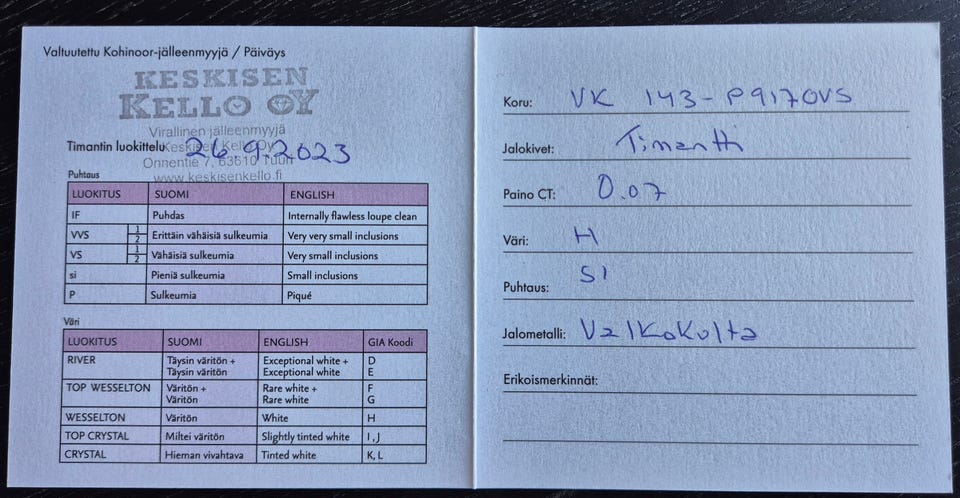 Valtuutettu Kohinoor-jälleenmyyjä / Päiväys
KESKISEN
KELLO OY
Virallinen jälleenmyyjä
Keskisen Kello Oy
Onnentie 7, 63610 Tuuri
www.keskisenkello.fi
Timantin luokittelu
26.9.2023
Puhtaus
LUOKITUS SUOMI ENGLISH
IF Puhdas Internally flawless loupe clean
VVS 1 2 Erittäin vähäisiä sulkeumia Very very small inclusions
VS 1 2 Vähäisiä sulkeumia Very small inclusions
si Pieniä sulkeumia Small inclusions
P Sulkeumia Piqué
Väri
LUOKITUS SUOMI ENGLISH GIA Koodi
RIVER Täysin väritön + Exceptional white + D
Täysin väritön Exceptional white E
TOP WESSELTON Väritön + Rare white + F
Väritön Rare white G
WESSELTON Väritön White H
TOP CRYSTAL Miltei väritön Slightly tinted white I, J
CRYSTAL Hieman vivahtava Tinted white K, L
Koru: VK 143-P9170VS
Jalokivet: Timantti
Paino CT: 0.07
Väri: H
Puhtaus: SI
Jalometalli: Valkokulta
Erikoismerkinnät: